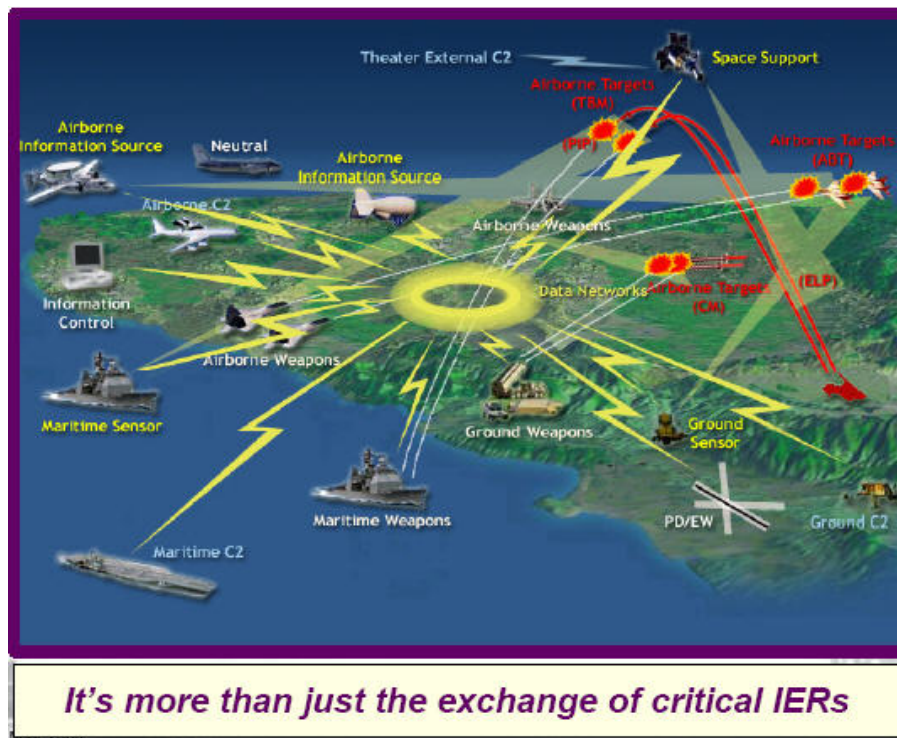 Theater External C2
Space Support
Airborne Targets
(TBM)
Airborne
Information Source
Neutral
(PIP)
Airborne Targets
(ABT)
Airborne
Information Source
Airborne C2
Airborne Weapons
Information
Control
Data Networks
Airborne Targets
(CM)
(ELP)
Airborne Weapons
Maritime Sensor
Ground Weapons
Ground
Sensor
Maritime Weapons
PD/EW
Ground C2
Maritime C2
It's more than just the exchange of critical IERs